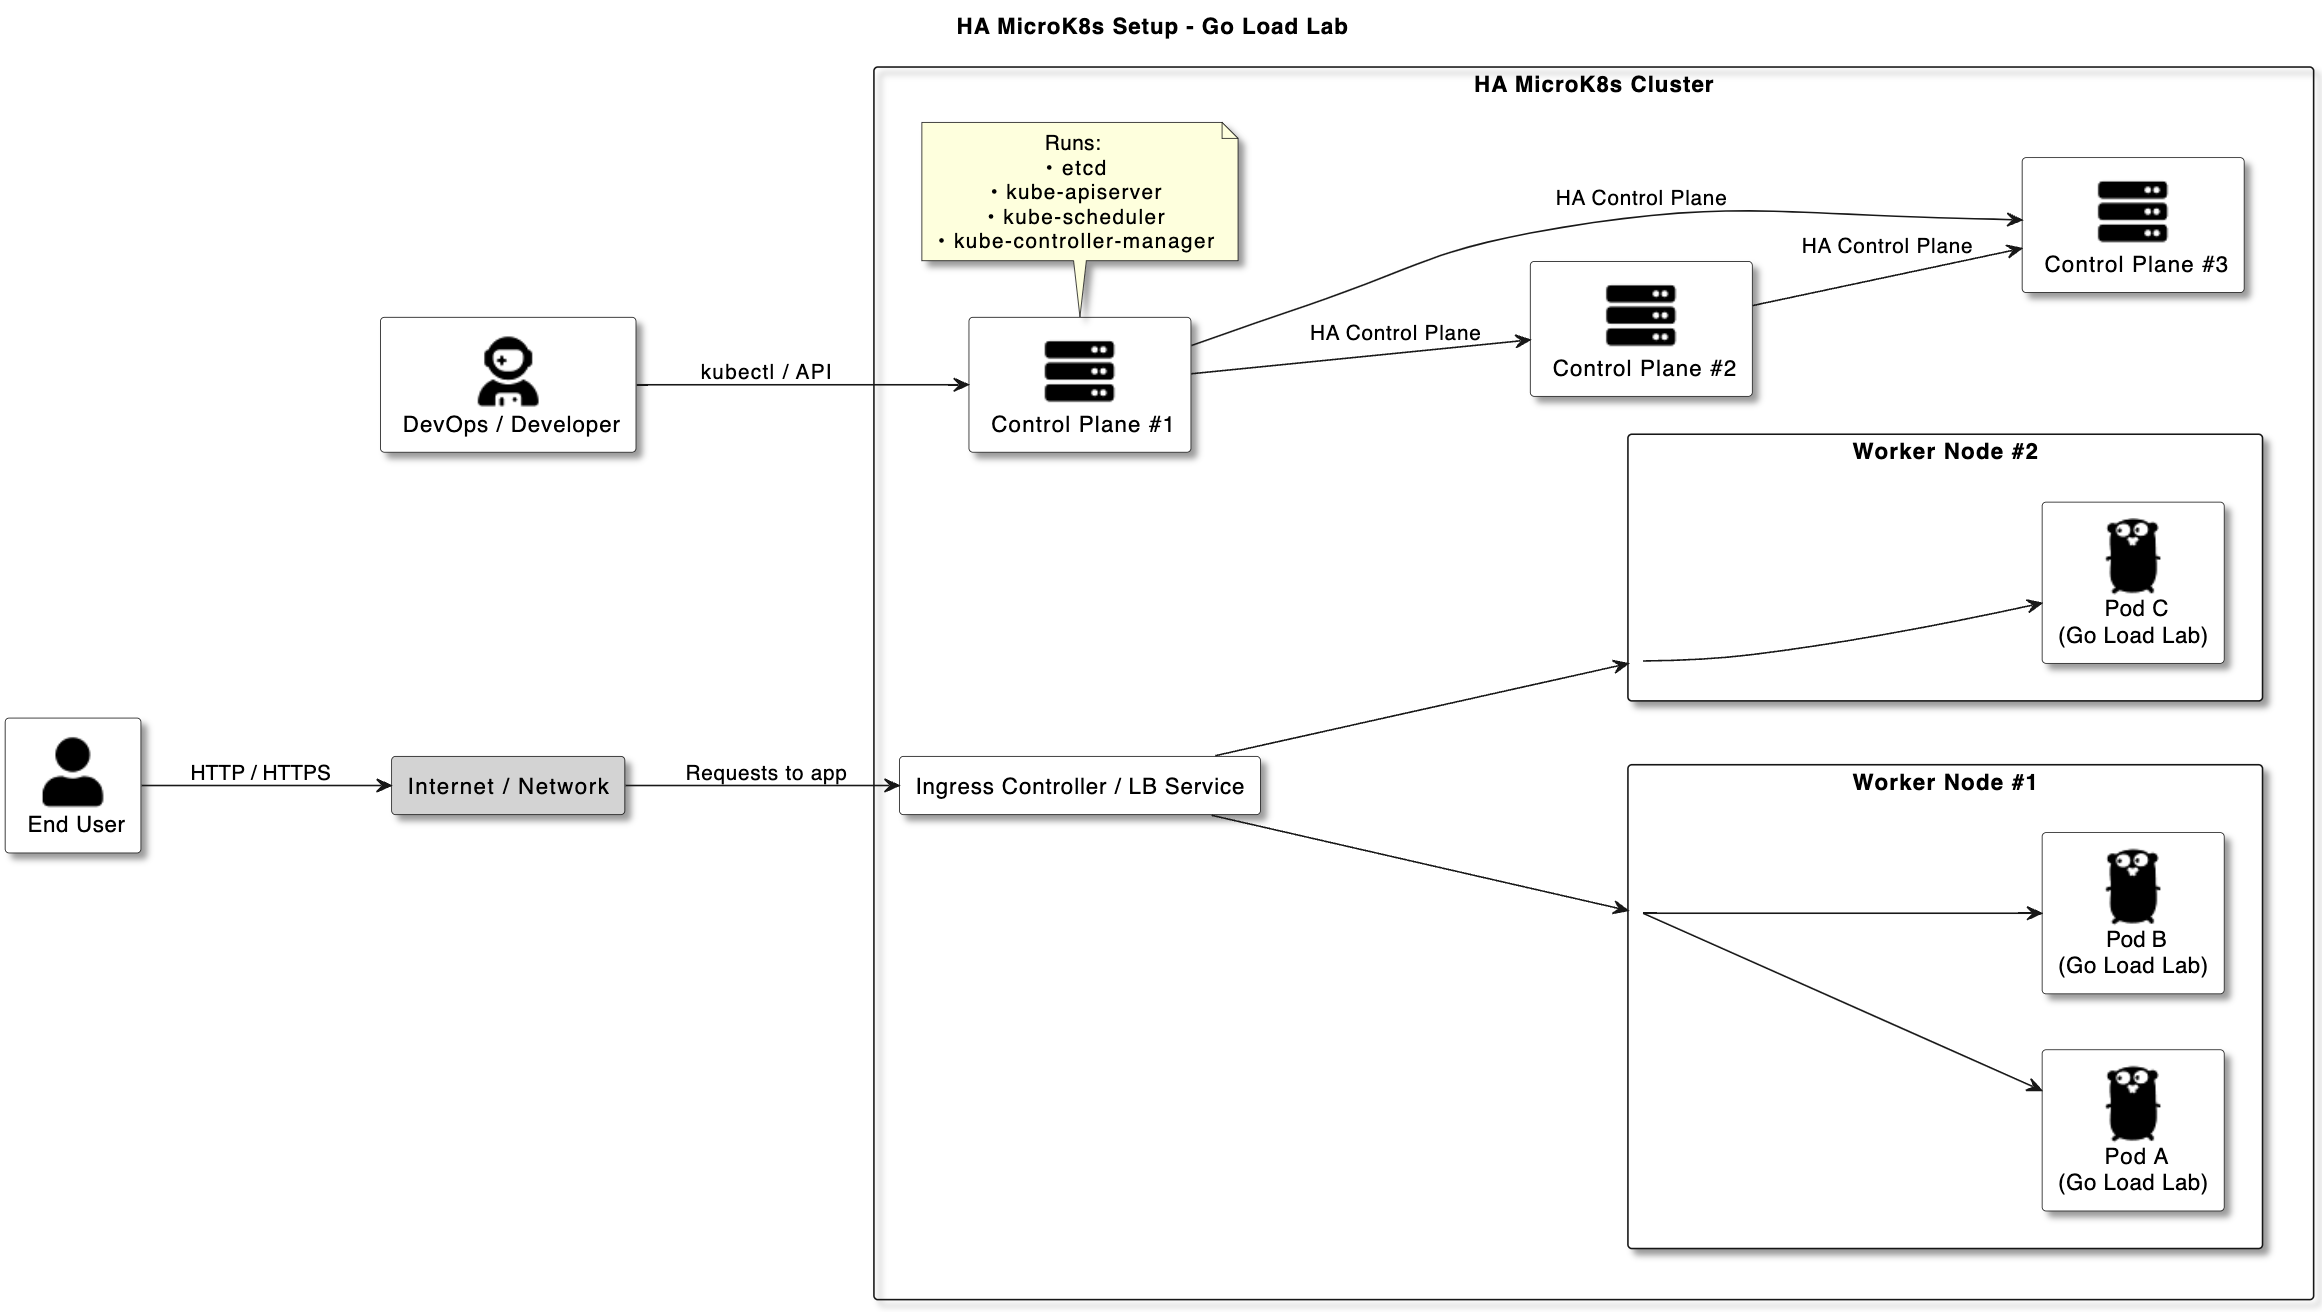 HA MicroK8s Setup - Go Load Lab
HA MicroK8s Cluster
Runs:
• etcd
• kube-apiserver
• kube-scheduler
• kube-controller-manager
HA Control Plane
HA Control Plane
Control Plane #3
HA Control Plane
Control Plane #2
kubectl / API
DevOps / Developer
Control Plane #1
Worker Node #2
Pod C
(Go Load Lab)
HTTP / HTTPS
End User
Internet / Network
Requests to app
Ingress Controller / LB Service
Worker Node #1
Pod B
(Go Load Lab)
Pod A
(Go Load Lab)